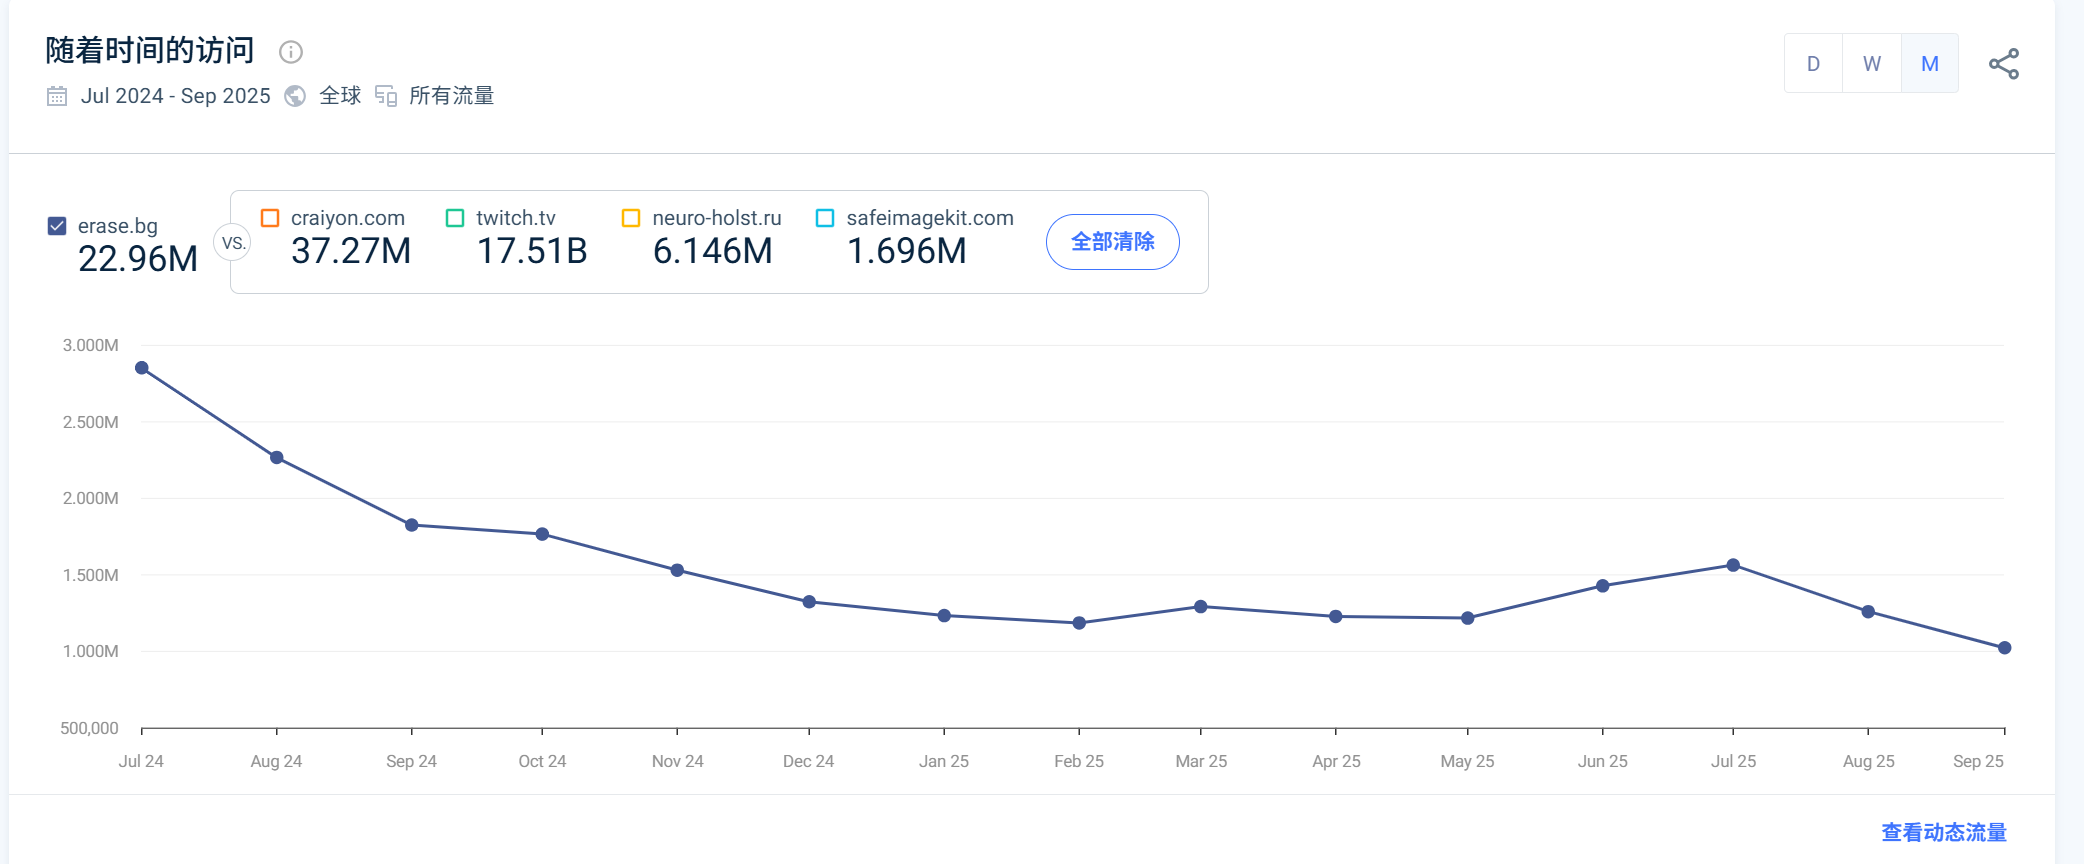 随着时间的访问
Jul 2024 - Sep 2025 全球 所有流量
D W M
erase.bg
22.96M
VS.
craiyon.com twitch.tv neuro-holst.ru safeimagekit.com
37.27M 17.51B 6.146M 1.696M
全部清除
3.000M
2.500M
2.000M
1.500M
1.000M
500,000
Jul 24 Aug 24 Sep 24 Oct 24 Nov 24 Dec 24 Jan 25 Feb 25 Mar 25 Apr 25 May 25 Jun 25 Jul 25 Aug 25 Sep 25
查看动态流量